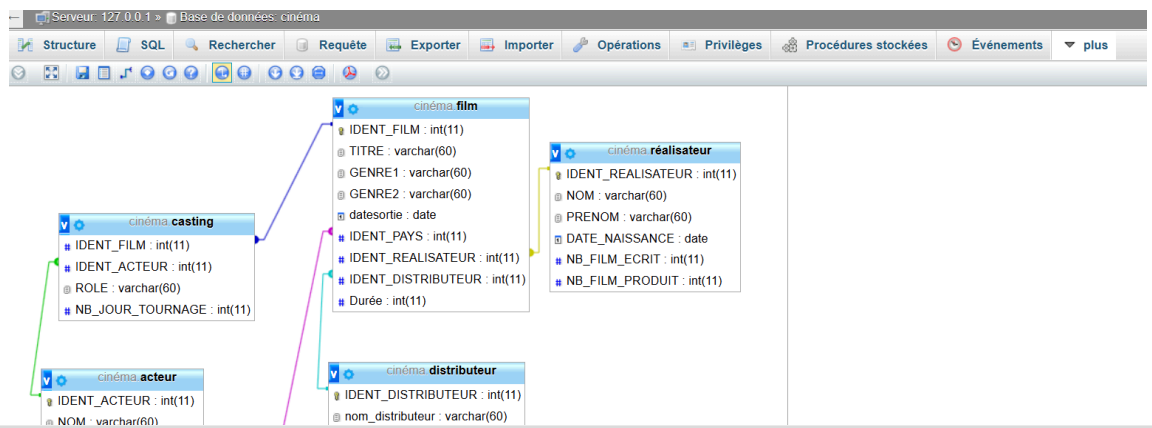 Serveur: 127.0.0.1 » Base de données: cinéma
Structure SQL Rechercher Requête Exporter Importer Opérations Privilèges Procédures stockées Événements plus
cinéma film
IDENT_FILM : int(11)
TITRE : varchar(60)
GENRE1 : varchar(60)
GENRE2 : varchar(60)
datesortie : date
IDENT_PAYS : int(11)
IDENT_REALISATEUR : int(11)
IDENT_DISTRIBUTEUR : int(11)
Durée : int(11)
cinéma réalisateur
IDENT_REALISATEUR : int(11)
NOM : varchar(60)
PRENOM : varchar(60)
DATE_NAISSANCE : date
NB_FILM_ECRIT : int(11)
NB_FILM_PRODUIT : int(11)
cinéma casting
IDENT_FILM : int(11)
IDENT_ACTEUR : int(11)
ROLE : varchar(60)
NB_JOUR_TOURNAGE : int(11)
cinéma acteur
IDENT_ACTEUR : int(11)
NOM : varchar(60)
cinéma distributeur
IDENT_DISTRIBUTEUR : int(11)
nom_distributeur : varchar(60)